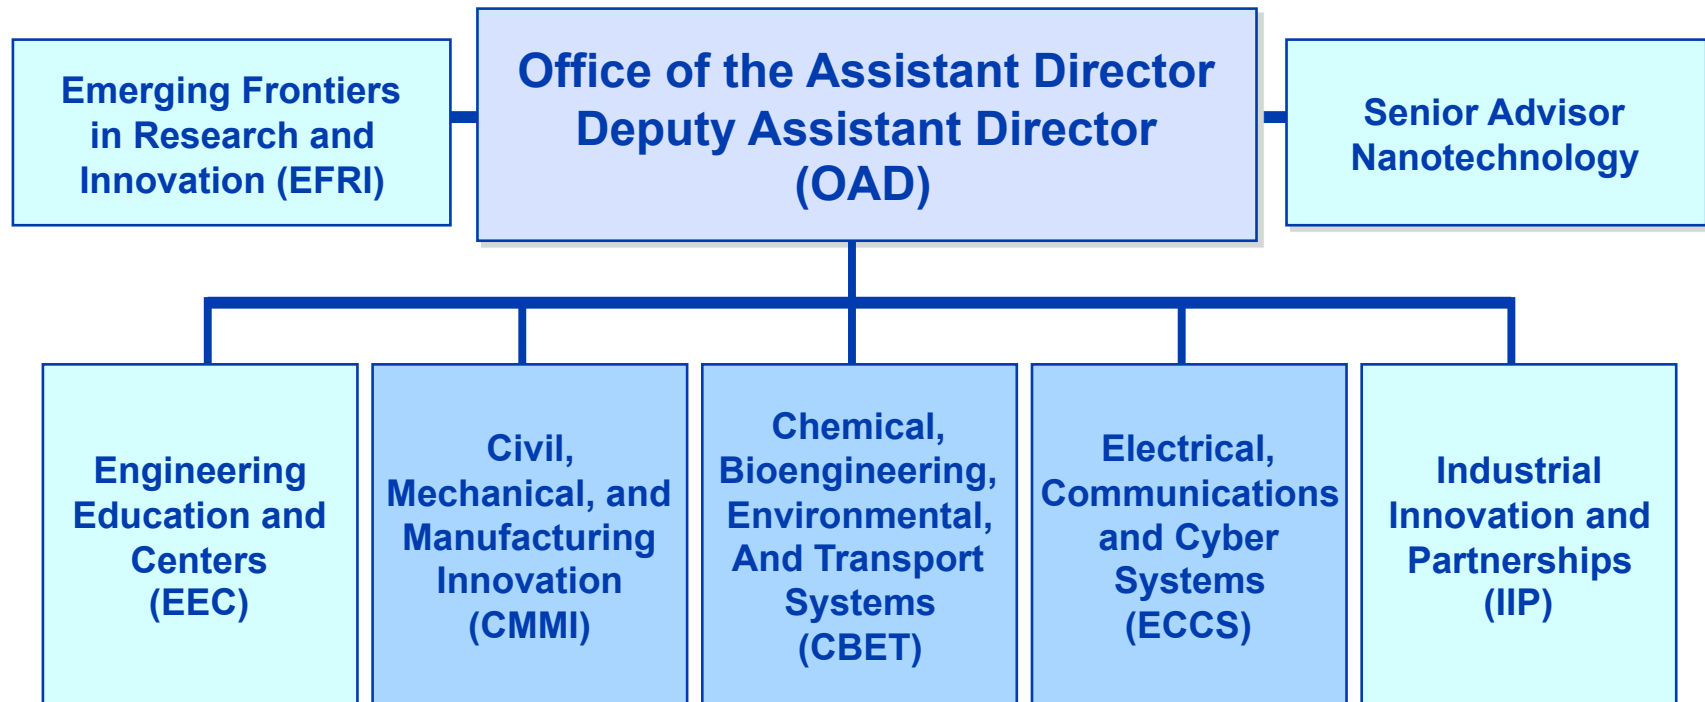 Emerging Frontiers
in Research and
Innovation (EFRI)
Office of the Assistant Director
Deputy Assistant Director
(OAD)
Senior Advisor
Nanotechnology
Engineering
Education and
Centers
(EEC)
Civil,
Mechanical, and
Manufacturing
Innovation
(CMMI)
Chemical,
Bioengineering,
Environmental,
And Transport
Systems
(CBET)
Electrical,
Communications
and Cyber
Systems
(ECCS)
Industrial
Innovation and
Partnerships
(IIP)